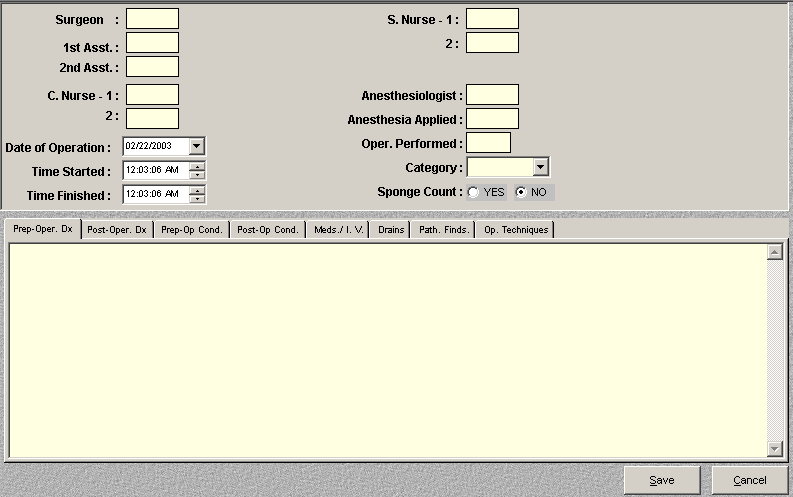 Surgeon :
1st Asst. :
2nd Asst. :
C. Nurse - 1 :
2 :
Date of Operation : 02/22/2003
Time Started : 12:03:06 AM
Time Finished : 12:03:06 AM
S. Nurse - 1 :
2 :
Anesthesiologist :
Anesthesia Applied :
Oper. Performed :
Category :
Sponge Count : YES NO
Prep-Oper. Dx Post-Oper. Dx Prep-Op Cond. Post-Op Cond. Meds./ I. V. Drains Path. Finds. Op. Techniques
Save Cancel